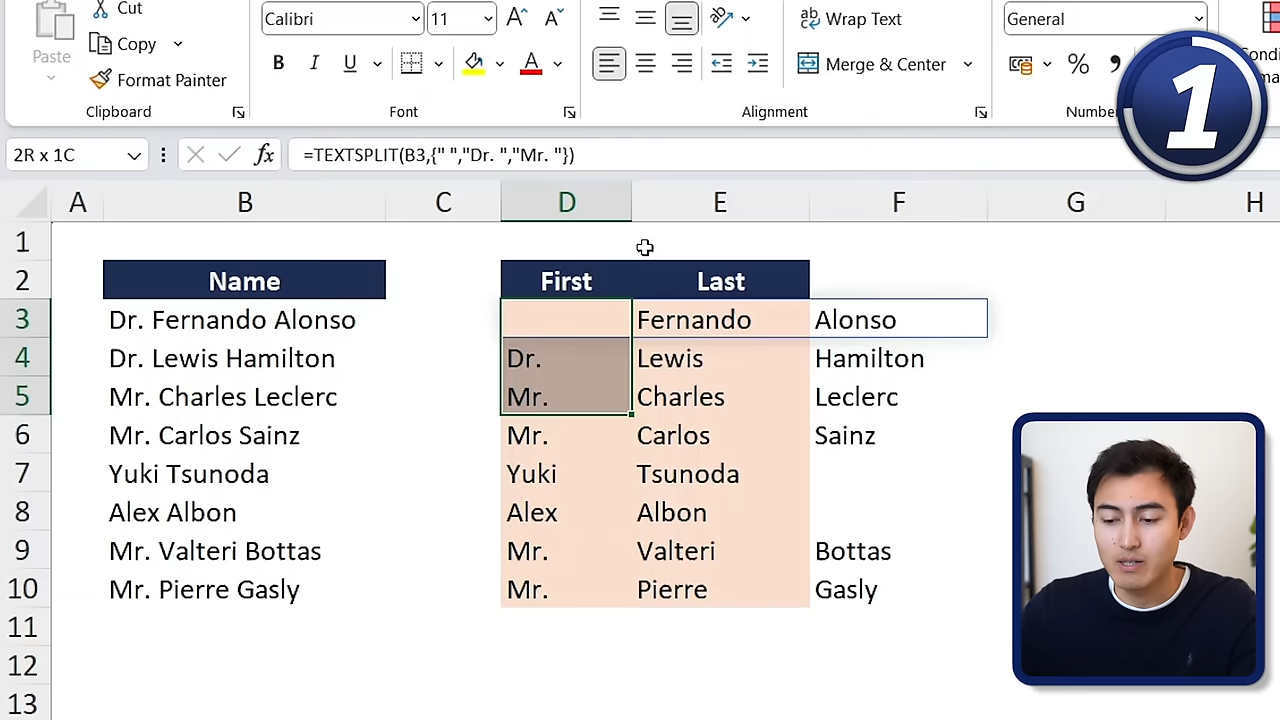 Cut
Paste
Copy
Format Painter
Clipboard
Calibri
11
A A
B I U A
Font
Wrap Text
Merge & Center
Alignment
General
%
,
Number
1
2R x 1C
fx
=TEXTSPLIT(B3,{" ","Dr. ","Mr. "})
A B C D E F G H
1
2 Name First Last
3 Dr. Fernando Alonso Fernando Alonso
4 Dr. Lewis Hamilton Dr. Lewis Hamilton
5 Mr. Charles Leclerc Mr. Charles Leclerc
6 Mr. Carlos Sainz Mr. Carlos Sainz
7 Yuki Tsunoda Yuki Tsunoda
8 Alex Albon Alex Albon
9 Mr. Valteri Bottas Mr. Valteri Bottas
10 Mr. Pierre Gasly Mr. Pierre Gasly
11
12
13